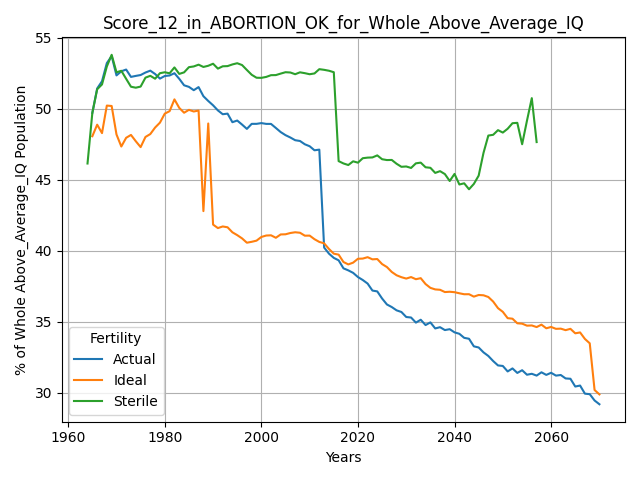 Score_12_in_ABORTION_OK_for_Whole_Above_Average_IQ
% of Whole Above_Average_IQ Population
55
50
45
40
35
30
Fertility
Actual
Ideal
Sterile
1960
1980
2000
2020
2040
2060
Years